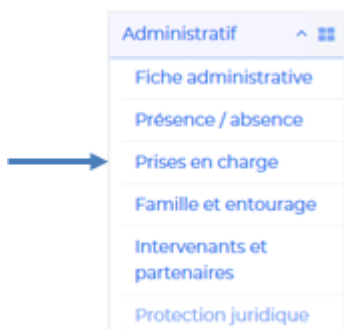 Administratif
Fiche administrative
Présence / absence
Prises en charge
Famille et entourage
Intervenants et
partenaires
Protection juridique